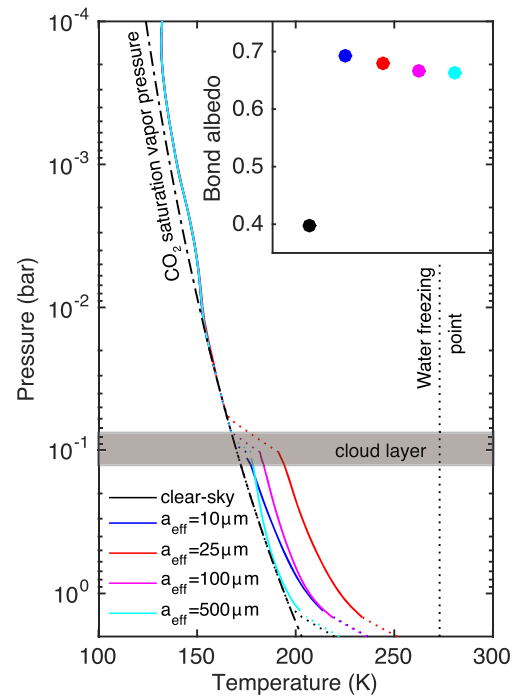 10⁻⁴
10⁻³
10⁻²
10⁻¹
10⁰
Pressure (bar)
CO₂ saturation vapor pressure
Bond albedo
0.7
0.6
0.5
0.4
Water freezing
point
cloud layer
clear-sky
a_eff=10μm
a_eff=25μm
a_eff=100μm
a_eff=500μm
100
150
200
250
300
Temperature (K)